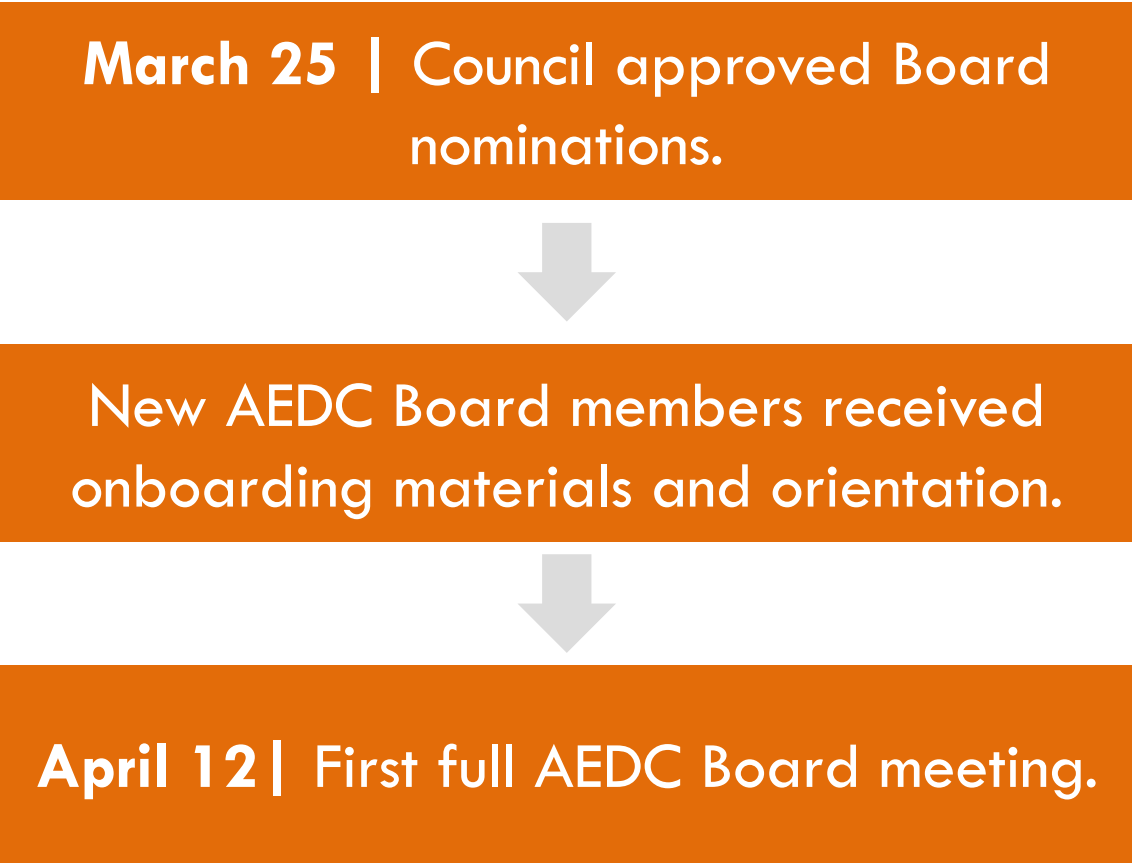 March 25 | Council approved Board
nominations.
New AEDC Board members received
onboarding materials and orientation.
April 12| First full AEDC Board meeting.